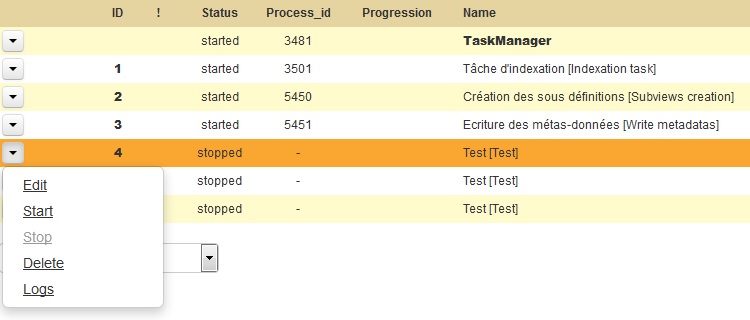 ID ! Status Process_id Progression Name
started 3481 TaskManager
1 started 3501 Tâche d'indexation [Indexation task]
2 started 5450 Création des sous définitions [Subviews creation]
3 started 5451 Ecriture des métas-données [Write metadatas]
4 stopped - Test [Test]
stopped - Test [Test]
stopped - Test [Test]
Edit
Start
Stop
Delete
Logs